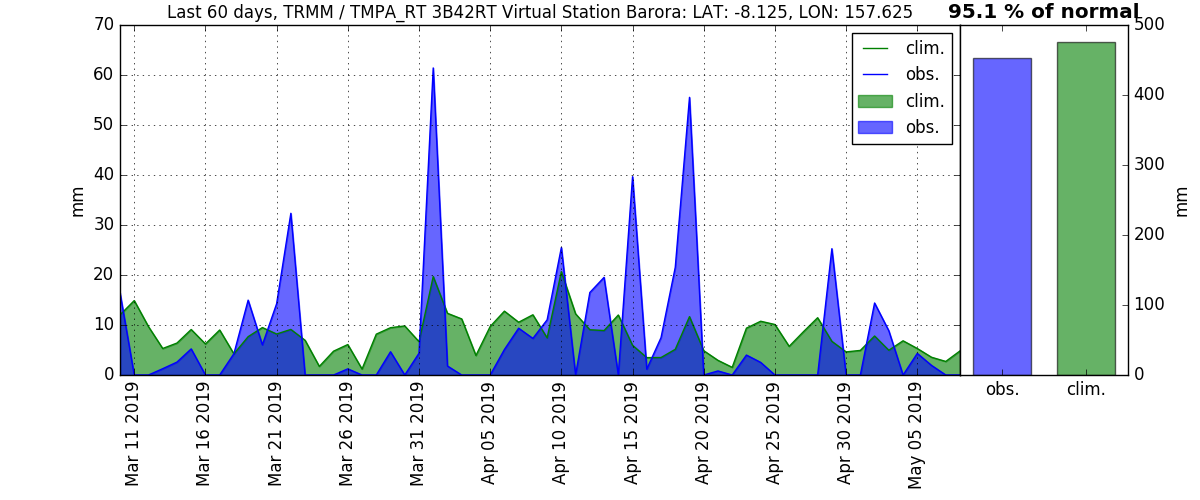 Last 60 days, TRMM / TMPA_RT 3B42RT Virtual Station Barora: LAT: -8.125, LON: 157.625
95.1 % of normal
70
60
50
40
30
20
10
0
mm
clim.
obs.
clim.
obs.
500
400
300
200
100
0
mm
obs.
clim.
Mar 11 2019
Mar 16 2019
Mar 21 2019
Mar 26 2019
Mar 31 2019
Apr 05 2019
Apr 10 2019
Apr 15 2019
Apr 20 2019
Apr 25 2019
Apr 30 2019
May 05 2019